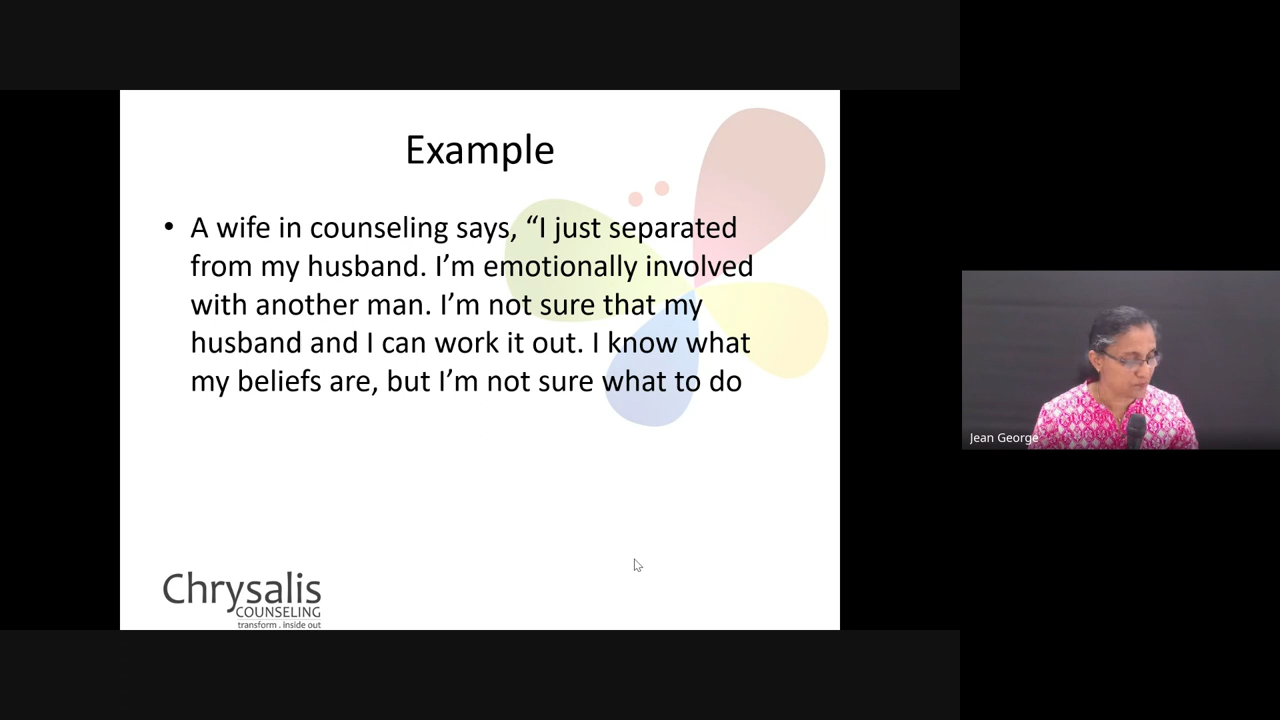 Example
• A wife in counseling says, “I just separated
from my husband. I’m emotionally involved
with another man. I’m not sure that my
husband and I can work it out. I know what
my beliefs are, but I’m not sure what to do
Jean George
Chrysalis
COUNSELING
transform . inside out